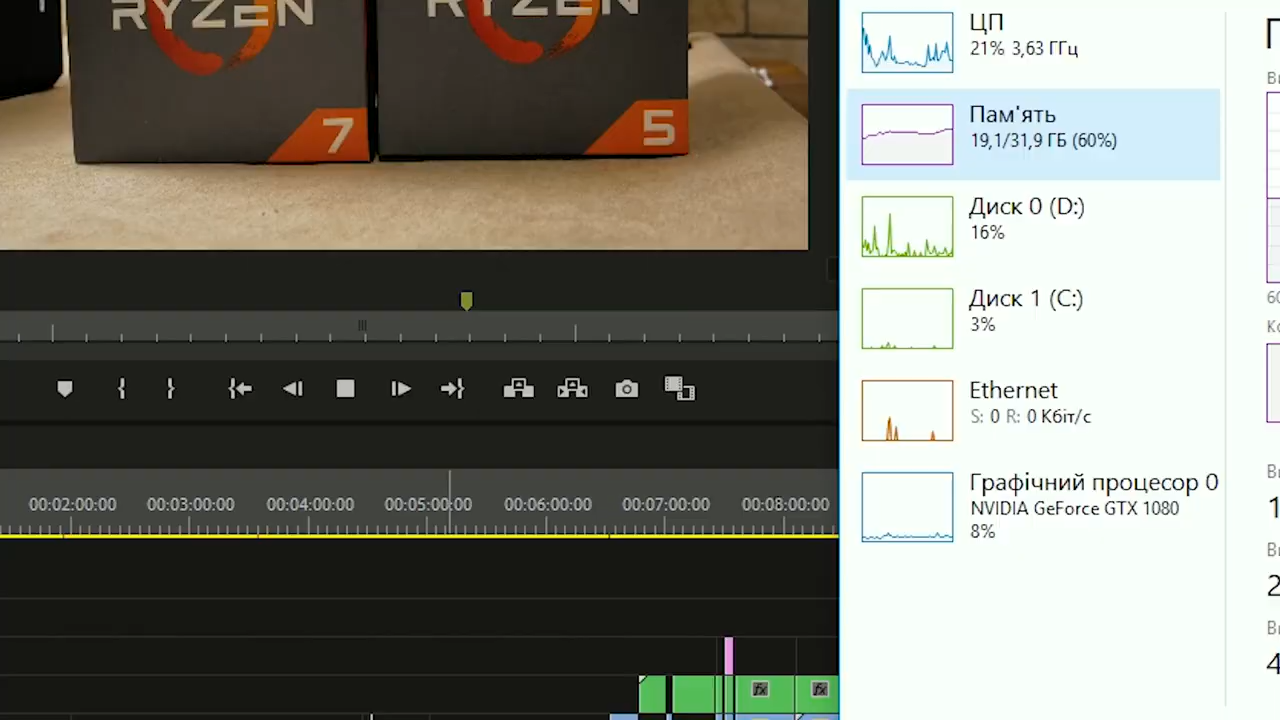 RYZEN
RYZEN
7
5
ЦП
21% 3,63 ГГц
Пам'ять
19,1/31,9 ГБ (60%)
Диск 0 (D:)
16%
Диск 1 (C:)
3%
Ethernet
S: 0 R: 0 Кбіт/с
Графічний процесор 0
NVIDIA GeForce GTX 1080
8%
00:02:00:00 00:03:00:00 00:04:00:00 00:05:00:00 00:06:00:00 00:07:00:00 00:08:00:00
fx fx